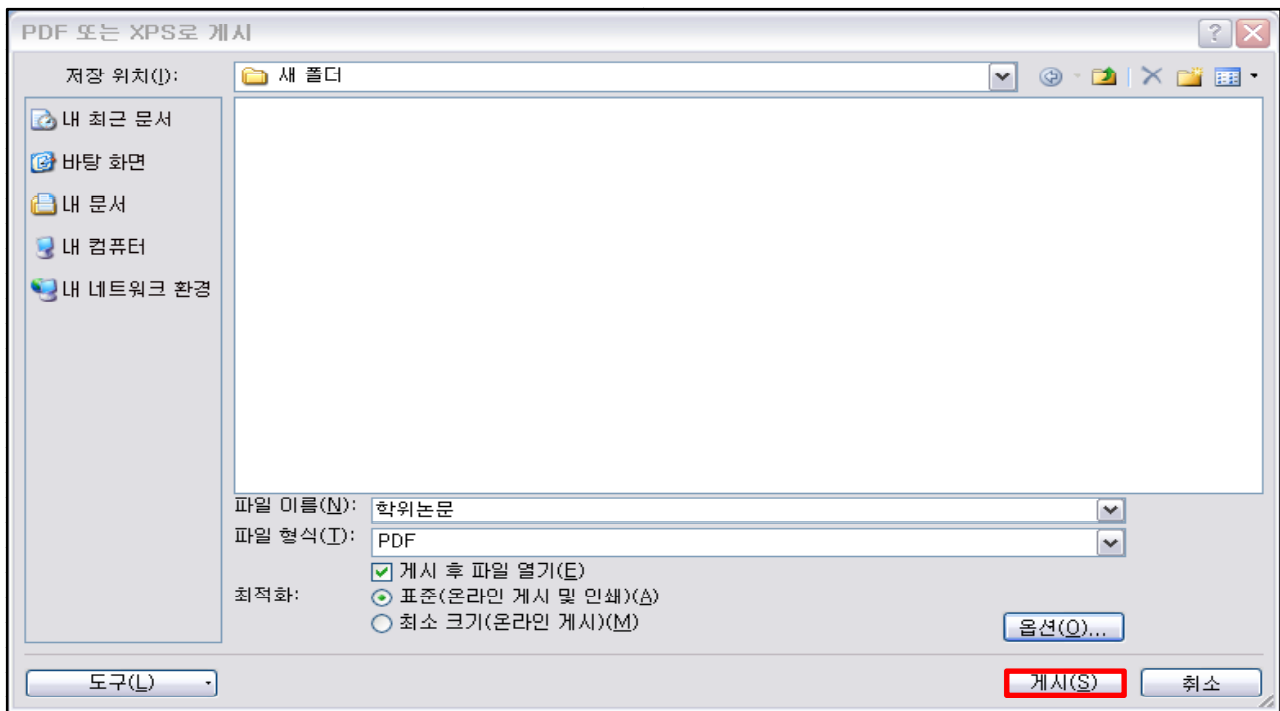 PDF 또는 XPS로 게시
저장 위치(I): 새 폴더
내 최근 문서
바탕 화면
내 문서
내 컴퓨터
내 네트워크 환경
파일 이름(N): 학위논문
파일 형식(T): PDF
게시 후 파일 열기(E)
최적화: 표준(온라인 게시 및 인쇄)(A)
최소 크기(온라인 게시)(M)
옵션(O)...
도구(L) 게시(S) 취소